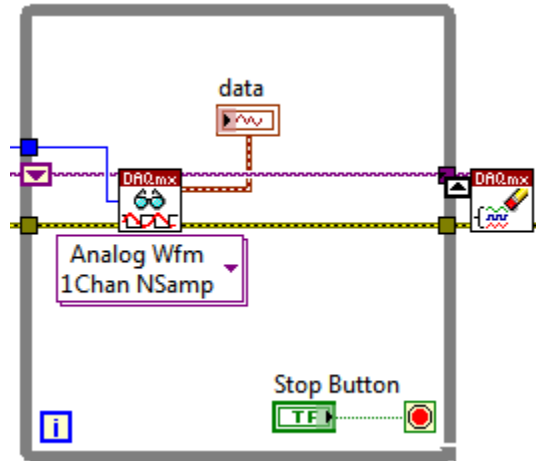 data
DAQmx
DAQmx
Analog Wfm
1Chan NSamp
Stop Button
TF
i